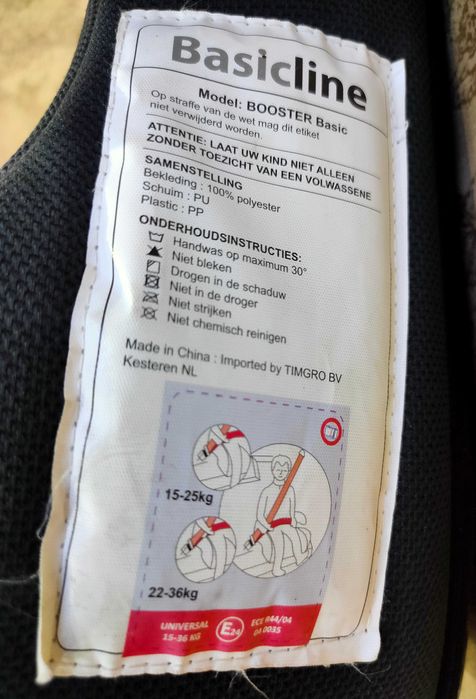 Basicline
Model: BOOSTER Basic
Op straffe van de wet mag dit etiket
niet verwijderd worden.
ATTENTIE: LAAT UW KIND NIET ALLEEN
ZONDER TOEZICHT VAN EEN VOLWASSENE
SAMENSTELLING
Bekleding : 100% polyester
Schuim : PU
Plastic : PP
ONDERHOUDSINSTRUCTIES:
Handwas op maximum 30°
Niet bleken
Drogen in de schaduw
Niet in de droger
Niet strijken
Niet chemisch reinigen
Made in China : Imported by TIMGRO BV
Kesteren NL
15-25kg
22-36kg
UNIVERSAL
15-36 KG
E24
ECE R44/04
04 0035